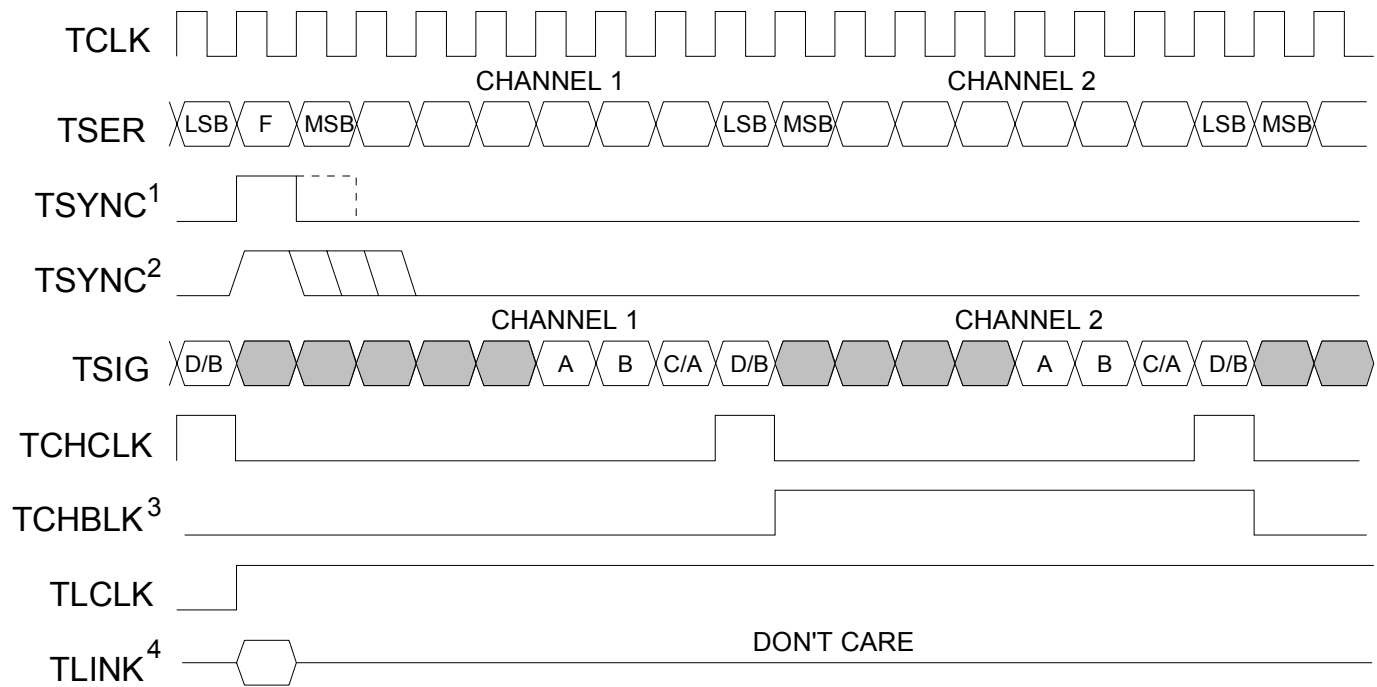 TCLK
CHANNEL 1 CHANNEL 2
TSER LSB F MSB LSB MSB LSB MSB
TSYNC1
TSYNC2
CHANNEL 1 CHANNEL 2
TSIG D/B A B C/A D/B A B C/A D/B
TCHCLK
TCHBLK3
TLCLK
DON'T CARE
TLINK4